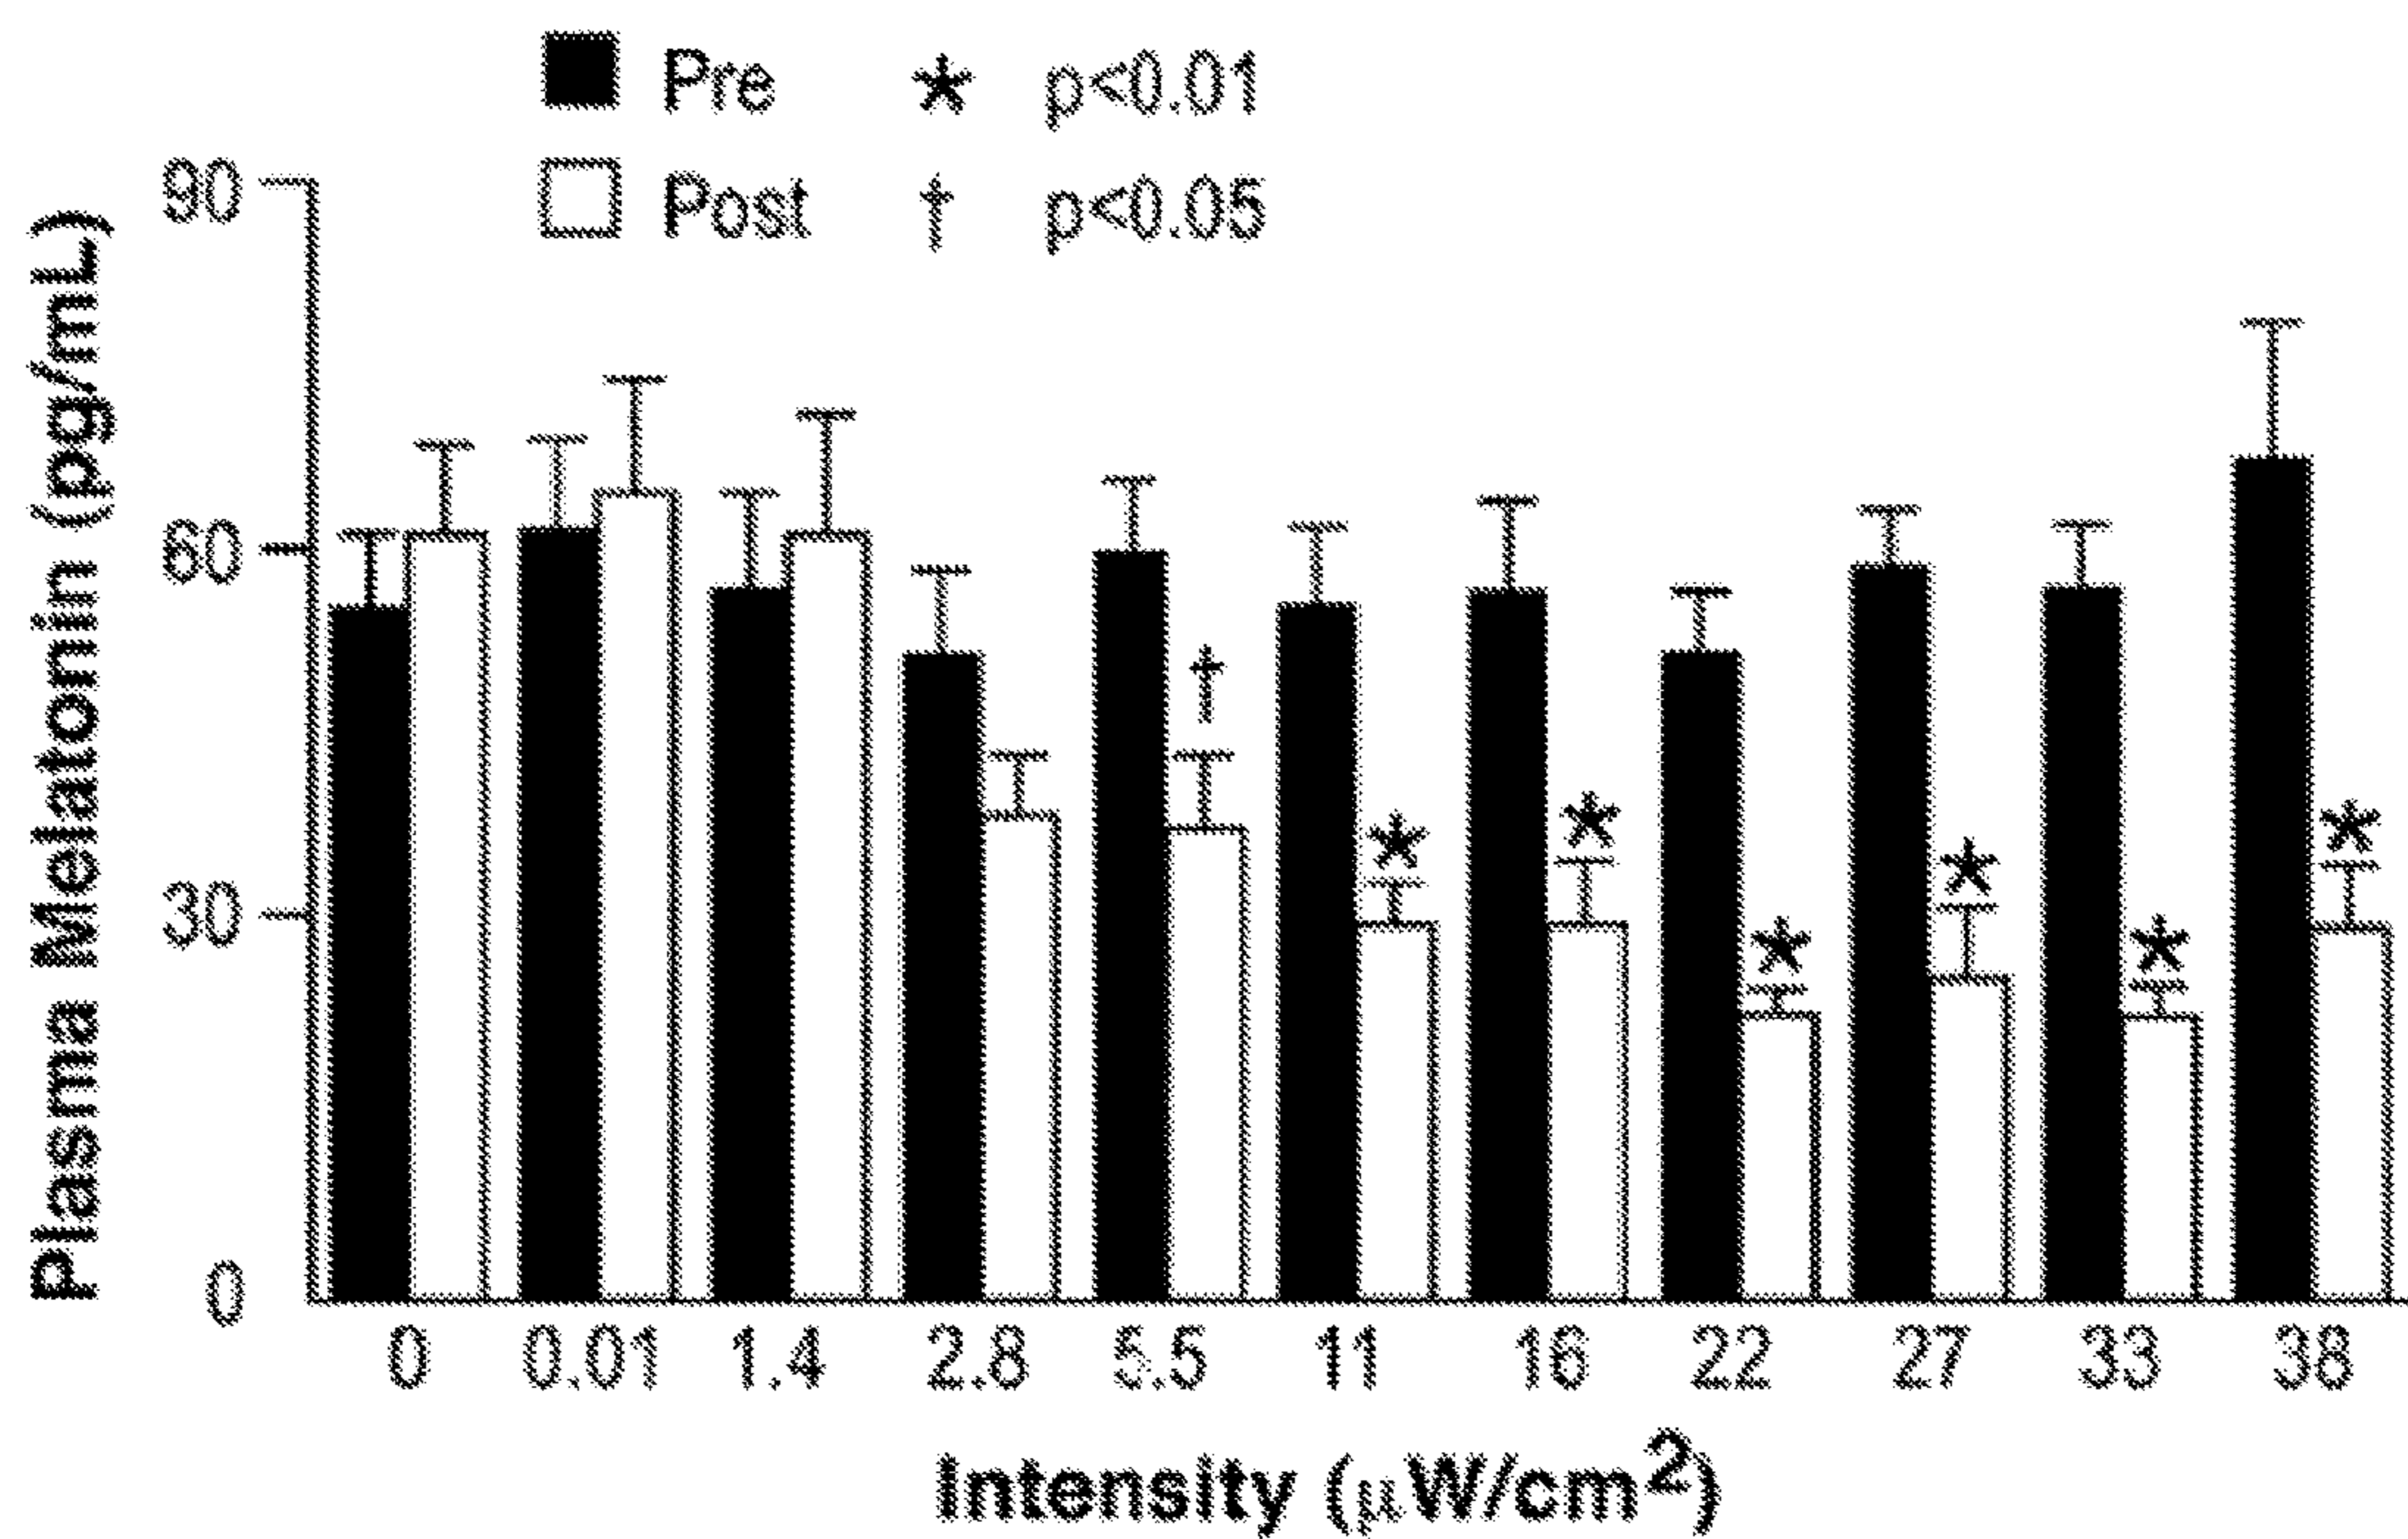 Pre ★ p<0.01
Post † p<0.05
Plasma Melatonin (pg/mL)
90
60
30
0
†
★ ★ ★ ★ ★ ★
0 0.01 1.4 2.8 5.5 11 16 22 27 33 38
Intensity (µW/cm²)